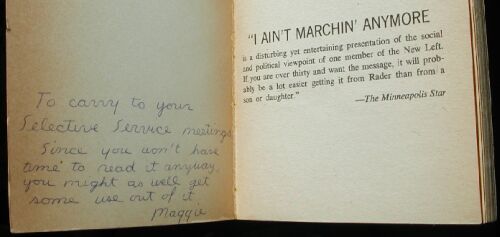 To carry to your
Selective Service meetings
Since you won't have
time to read it anyway,
you might as well get
some use out of it.
Maggie
"I AIN'T MARCHIN' ANYMORE
is a disturbing yet entertaining presentation of the social
and political viewpoint of one member of the New Left.
If you are over thirty and want the message, it will prob-
ably be a lot easier getting it from Rader than from a
son or daughter."
—The Minneapolis Star